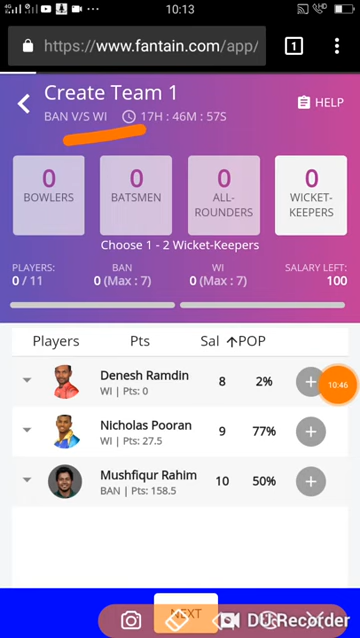 4G
10:13
https://www.fantain.com/app/
1
Create Team 1
BAN V/S WI 17H : 46M : 57S
HELP
0 0 0 0
BOWLERS BATSMEN ALL-ROUNDERS WICKET-KEEPERS
Choose 1 - 2 Wicket-Keepers
PLAYERS: BAN WI SALARY LEFT:
0 / 11 0 (Max : 7) 0 (Max : 7) 100
Players Pts Sal POP
Denesh Ramdin 8 2% +
WI | Pts: 0
10:46
Nicholas Pooran 9 77% +
WI | Pts: 27.5
Mushfiqur Rahim 10 50% +
BAN | Pts: 158.5
NEXT
DU Recorder